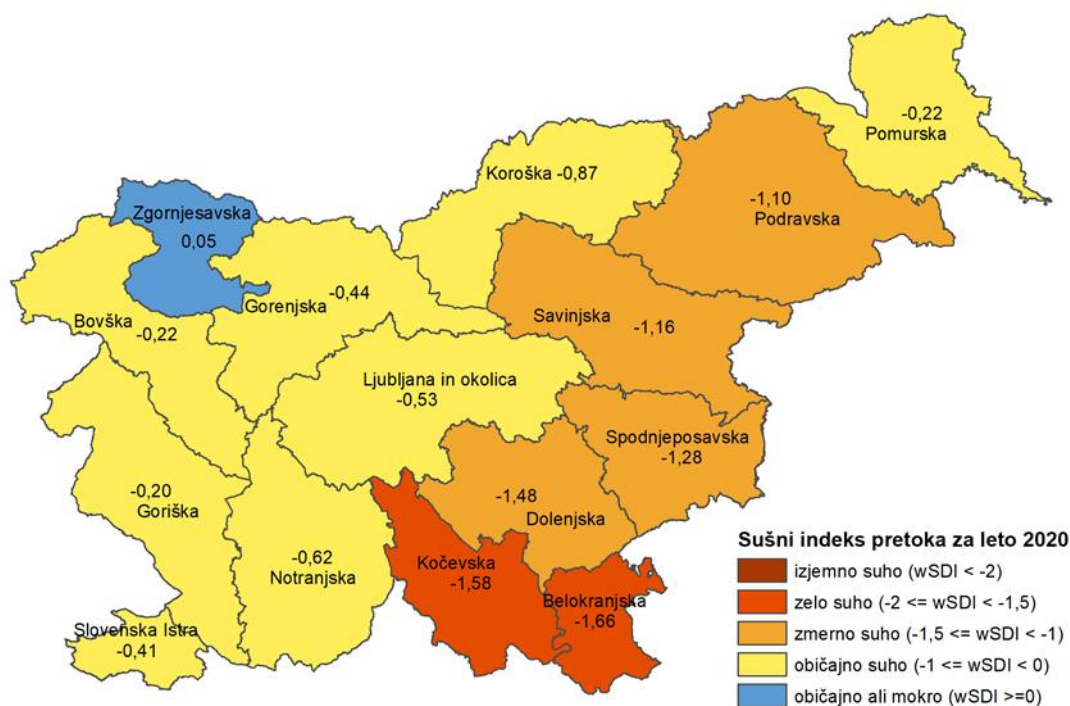 -0,22
Pomurska
Koroška -0,87
-1,10
Podravska
Zgornjesavska
0,05
-0,44
Gorenjska
Savinjska
-1,16
Bovška
-0,22
Ljubljana in okolica
-0,53
Spodnjeposavska
-1,28
-0,20
Goriška
-1,48
Dolenjska
-0,62
Notranjska
Kočevska
-1,58
Belokranjska
-1,66
Slovenska Istra
-0,41
Sušni indeks pretoka za leto 2020
izjemno suho (wSDI < -2)
zelo suho (-2 <= wSDI < -1,5)
zmerno suho (-1,5 <= wSDI < -1)
običajno suho (-1 <= wSDI < 0)
običajno ali mokro (wSDI >=0)